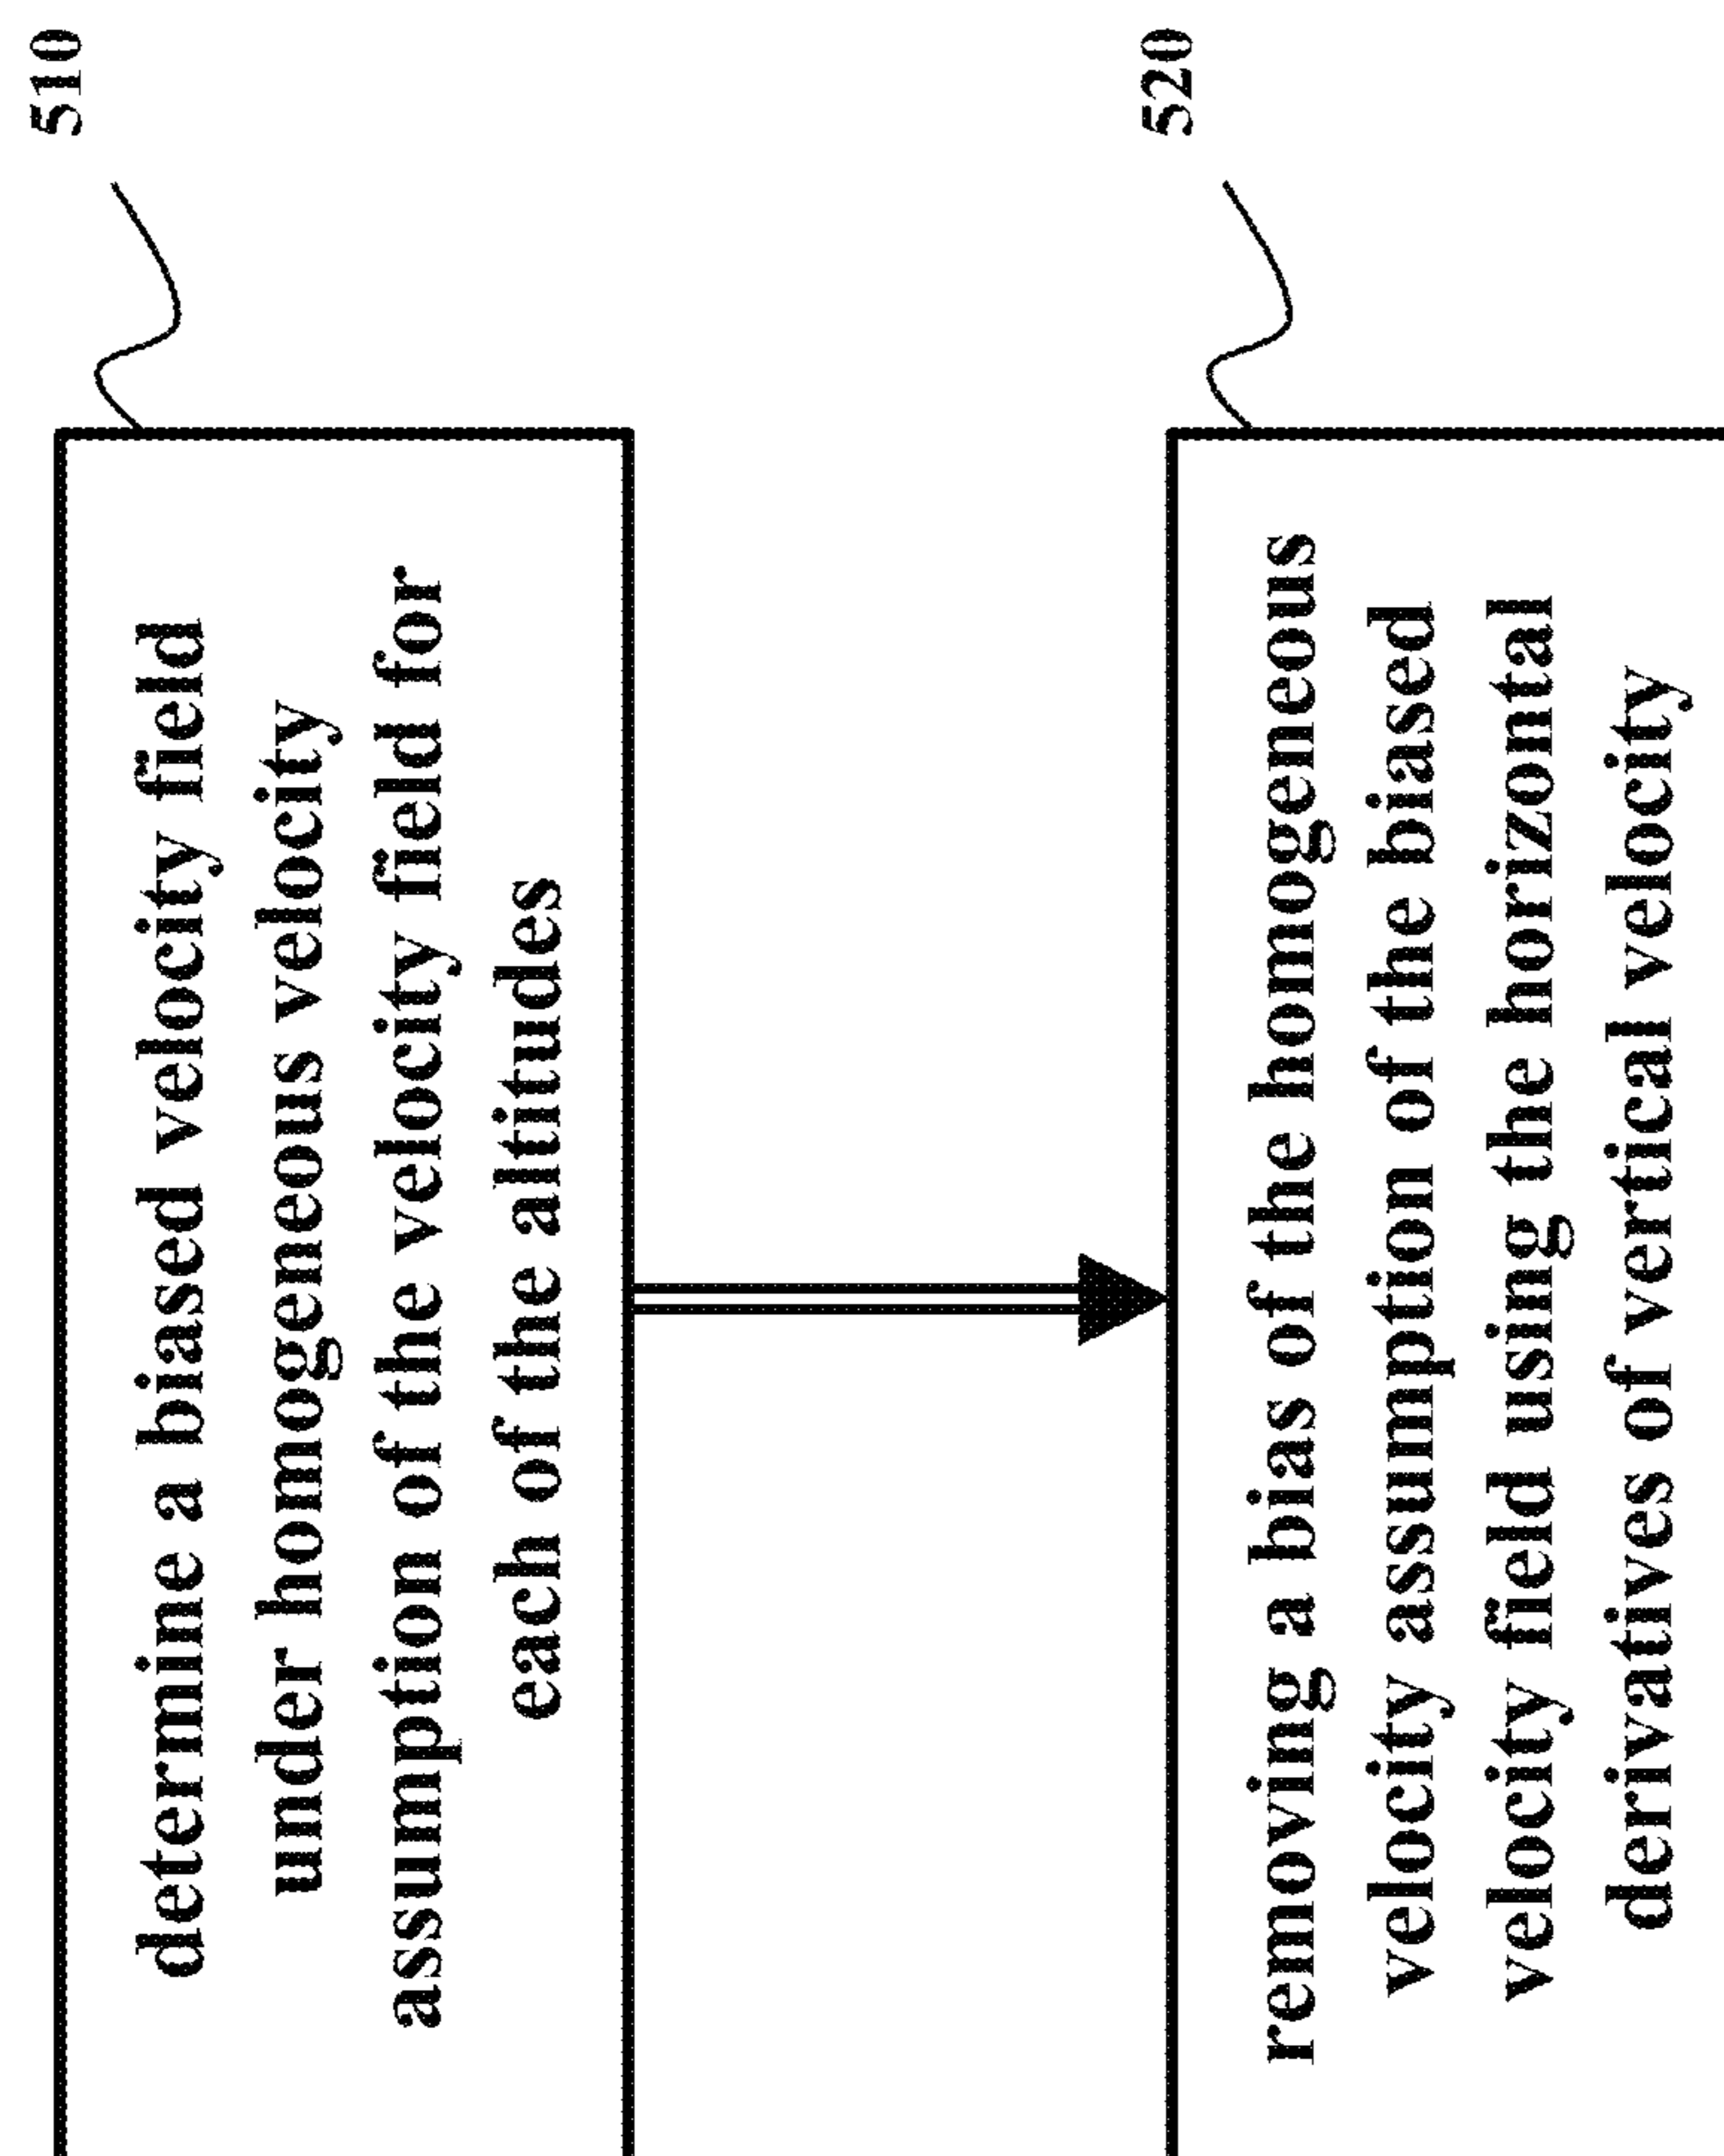 510
determine a biased velocity field
under homogeneous velocity
assumption of the velocity field for
each of the altitudes
520
removing a bias of the homogeneous
velocity assumption of the biased
velocity field using the horizontal
derivatives of vertical velocity